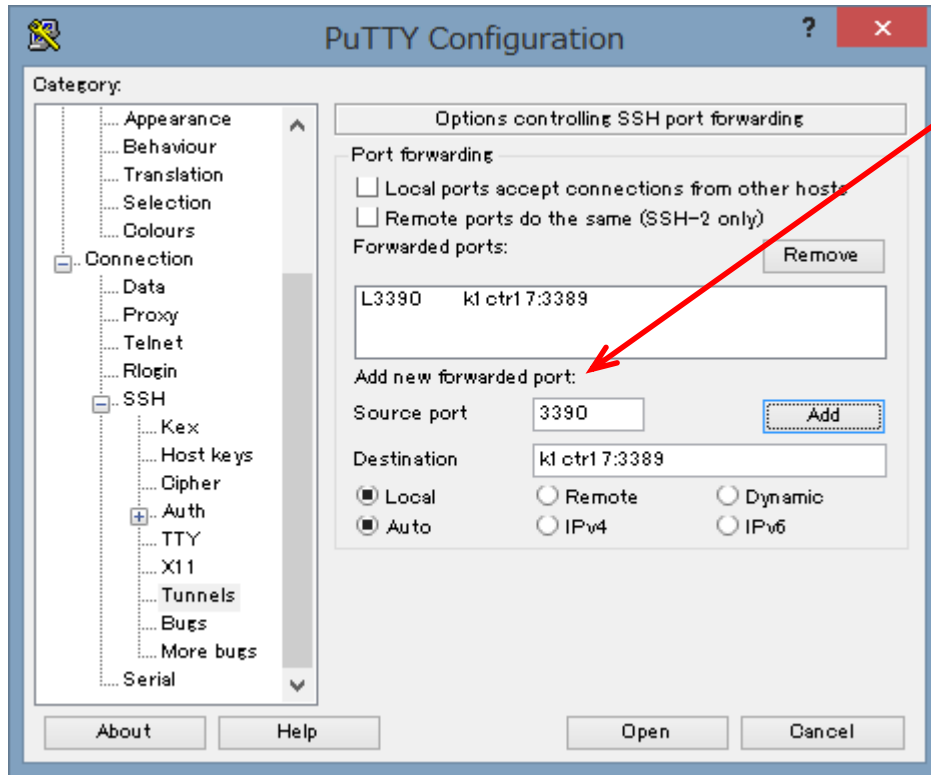 PuTTY Configuration
?
×
Category:
Appearance
Behaviour
Translation
Selection
Colours
Connection
Data
Proxy
Telnet
Rlogin
SSH
Kex
Host keys
Cipher
Auth
TTY
X11
Tunnels
Bugs
More bugs
Serial
Options controlling SSH port forwarding
Port forwarding
Local ports accept connections from other hosts
Remote ports do the same (SSH-2 only)
Forwarded ports:
Remove
L3390 k1ctr17:3389
Add new forwarded port:
Source port 3390 Add
Destination k1ctr17:3389
Local Remote Dynamic
Auto IPv4 IPv6
About Help Open Cancel